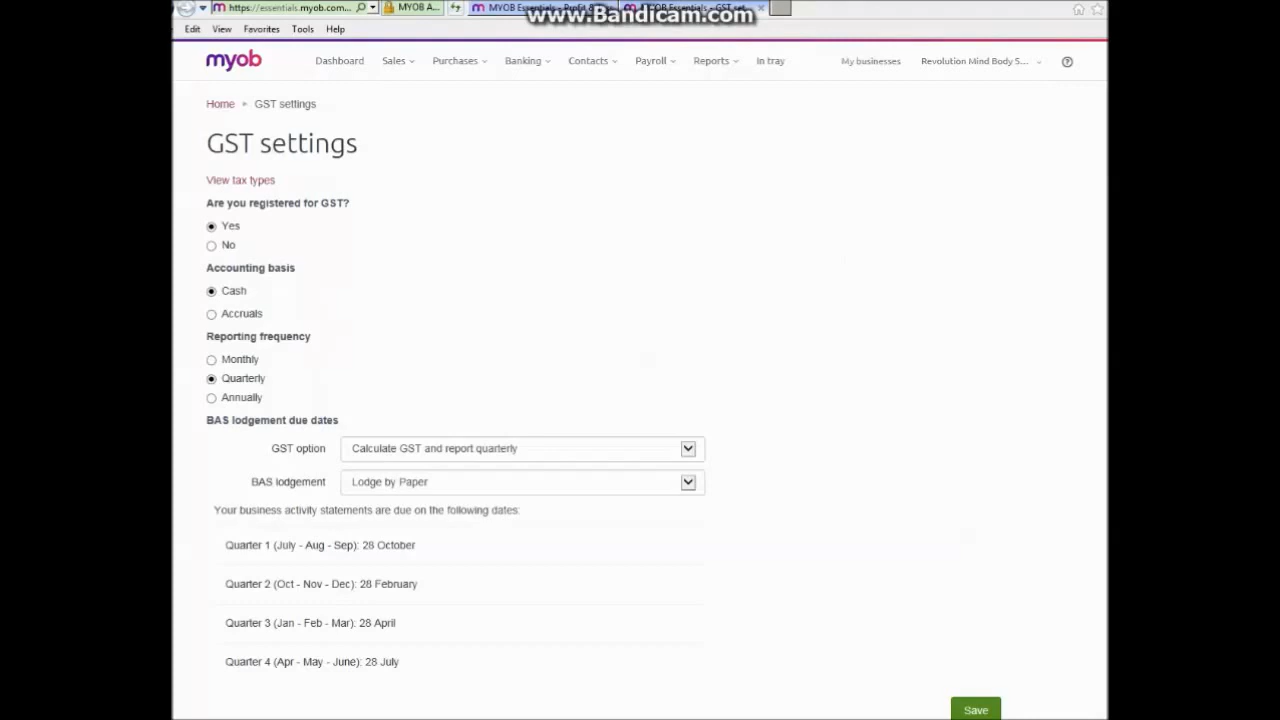 https://essentials.myob.com... MYOB A... MYOB Essentials - Profit & MYOB Essentials - GST set...
www.Bandicam.com
Edit View Favorites Tools Help
myob Dashboard Sales Purchases Banking Contacts Payroll Reports In tray My businesses Revolution Mind Body S...
Home GST settings
GST settings
View tax types
Are you registered for GST?
Yes
No
Accounting basis
Cash
Accruals
Reporting frequency
Monthly
Quarterly
Annually
BAS lodgement due dates
GST option Calculate GST and report quarterly
BAS lodgement Lodge by Paper
Your business activity statements are due on the following dates:
Quarter 1 (July - Aug - Sep): 28 October
Quarter 2 (Oct - Nov - Dec): 28 February
Quarter 3 (Jan - Feb - Mar): 28 April
Quarter 4 (Apr - May - June): 28 July
Save